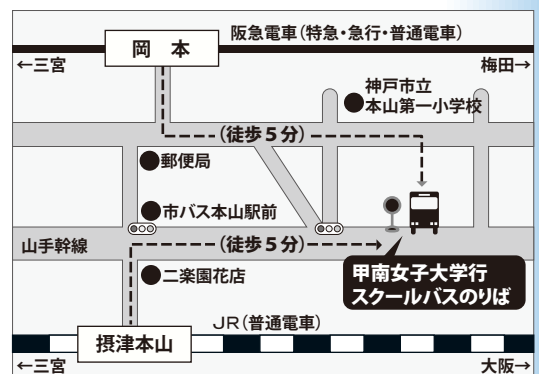 阪急電車（特急・急行・普通電車）
岡本
←三宮
梅田→
神戸市立
本山第一小学校
（徒歩5分）
郵便局
市バス本山駅前
山手幹線
（徒歩5分）
二楽園花店
甲南女子大学行
スクールバスのりば
JR（普通電車）
摂津本山
←三宮
大阪→